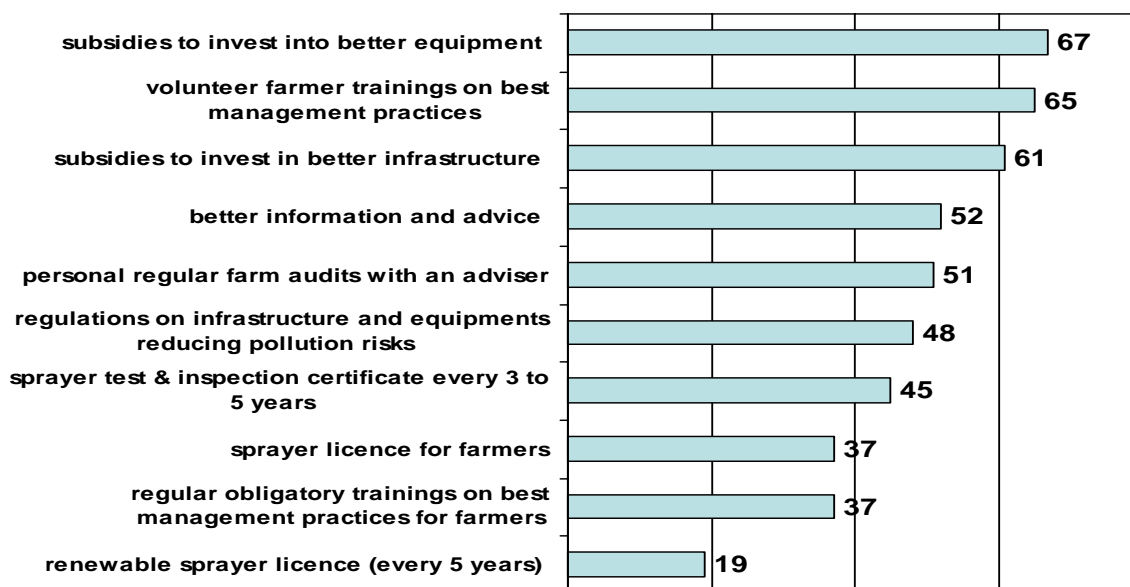 subsidies to invest into better equipment 67
volunteer farmer trainings on best
management practices 65
subsidies to invest in better infrastructure 61
better information and advice 52
personal regular farm audits with an adviser 51
regulations on infrastructure and equipments
reducing pollution risks 48
sprayer test & inspection certificate every 3 to
5 years 45
sprayer licence for farmers 37
regular obligatory trainings on best
management practices for farmers 37
renewable sprayer licence (every 5 years) 19